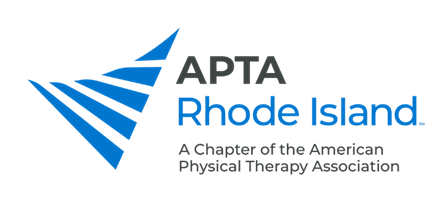 APTA
Rhode Island
A Chapter of the American
Physical Therapy Association